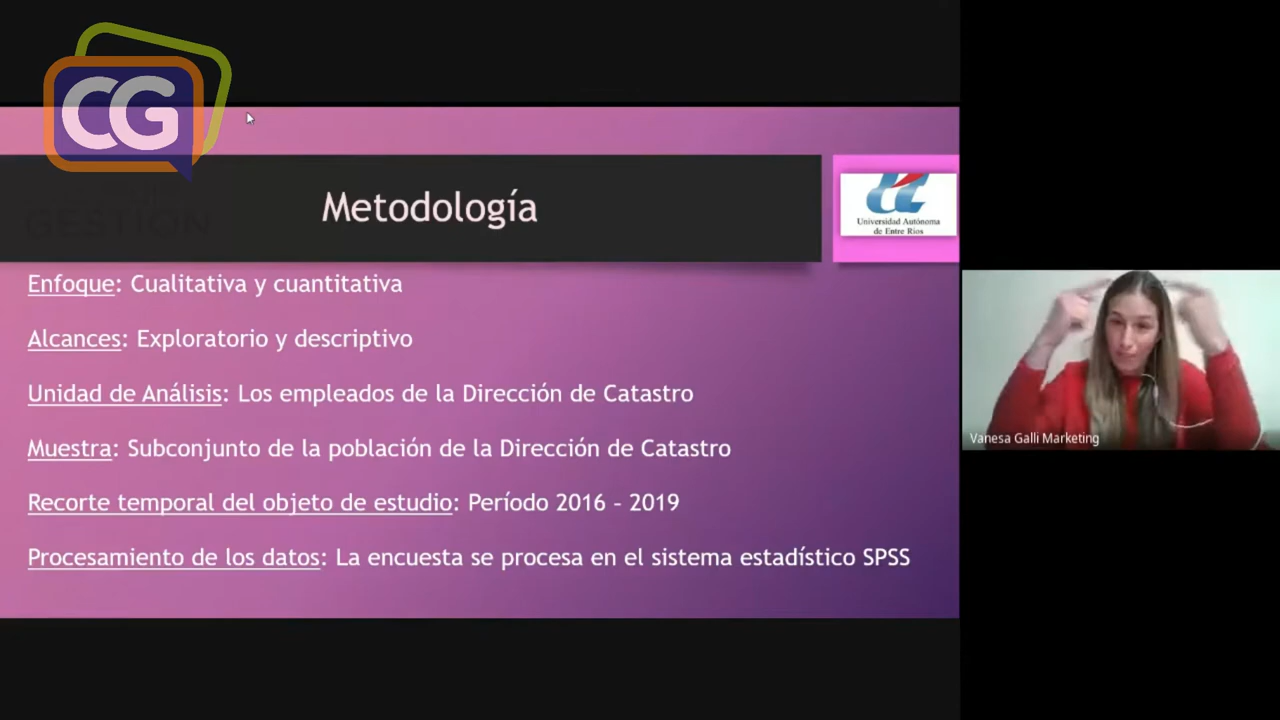 CG
GESTIÓN
Metodología
Universidad Autónoma
de Entre Ríos
Enfoque: Cualitativa y cuantitativa
Alcances: Exploratorio y descriptivo
Unidad de Análisis: Los empleados de la Dirección de Catastro
Muestra: Subconjunto de la población de la Dirección de Catastro
Recorte temporal del objeto de estudio: Período 2016 – 2019
Procesamiento de los datos: La encuesta se procesa en el sistema estadístico SPSS
Vanesa Galli Marketing